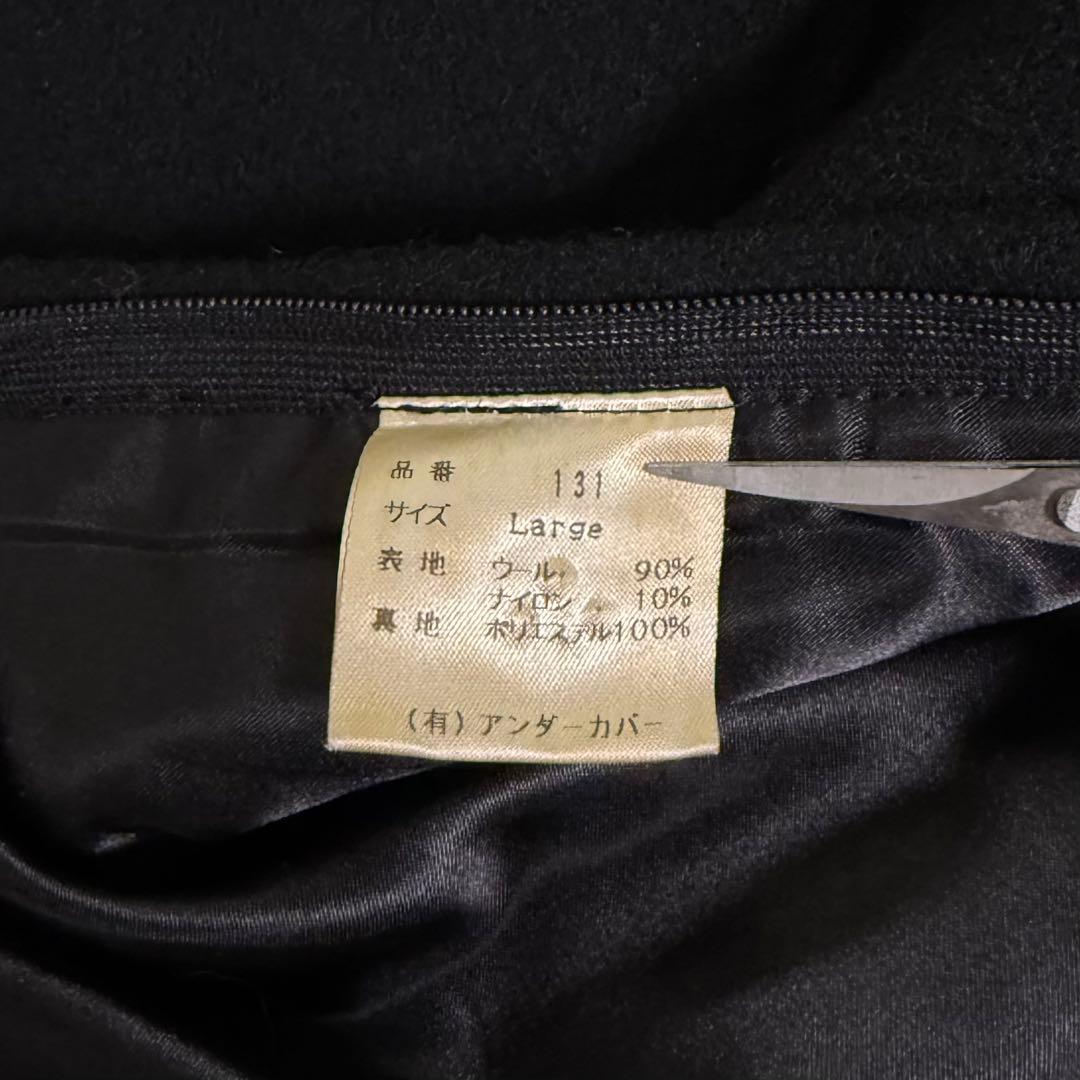 品番 131
サイズ Large
表地 ウール 90%
ナイロン 10%
裏地 ポリエステル100%
(有)アンダーカバー